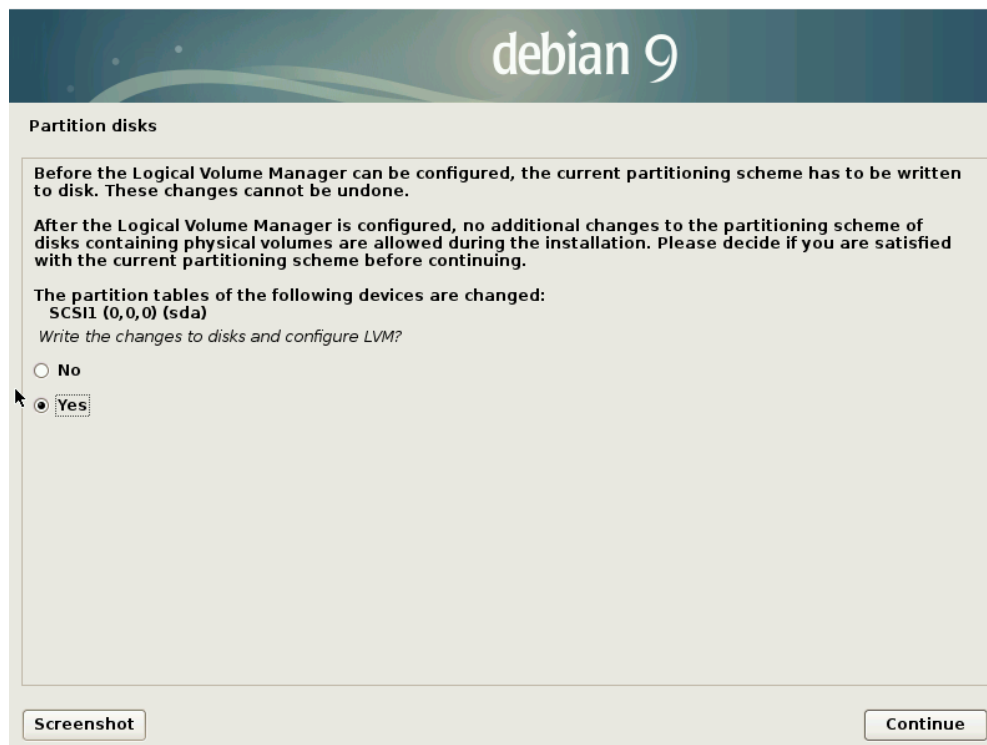 debian 9
Partition disks
Before the Logical Volume Manager can be configured, the current partitioning scheme has to be written
to disk. These changes cannot be undone.
After the Logical Volume Manager is configured, no additional changes to the partitioning scheme of
disks containing physical volumes are allowed during the installation. Please decide if you are satisfied
with the current partitioning scheme before continuing.
The partition tables of the following devices are changed:
SCSI1 (0,0,0) (sda)
Write the changes to disks and configure LVM?
No
Yes
Screenshot
Continue